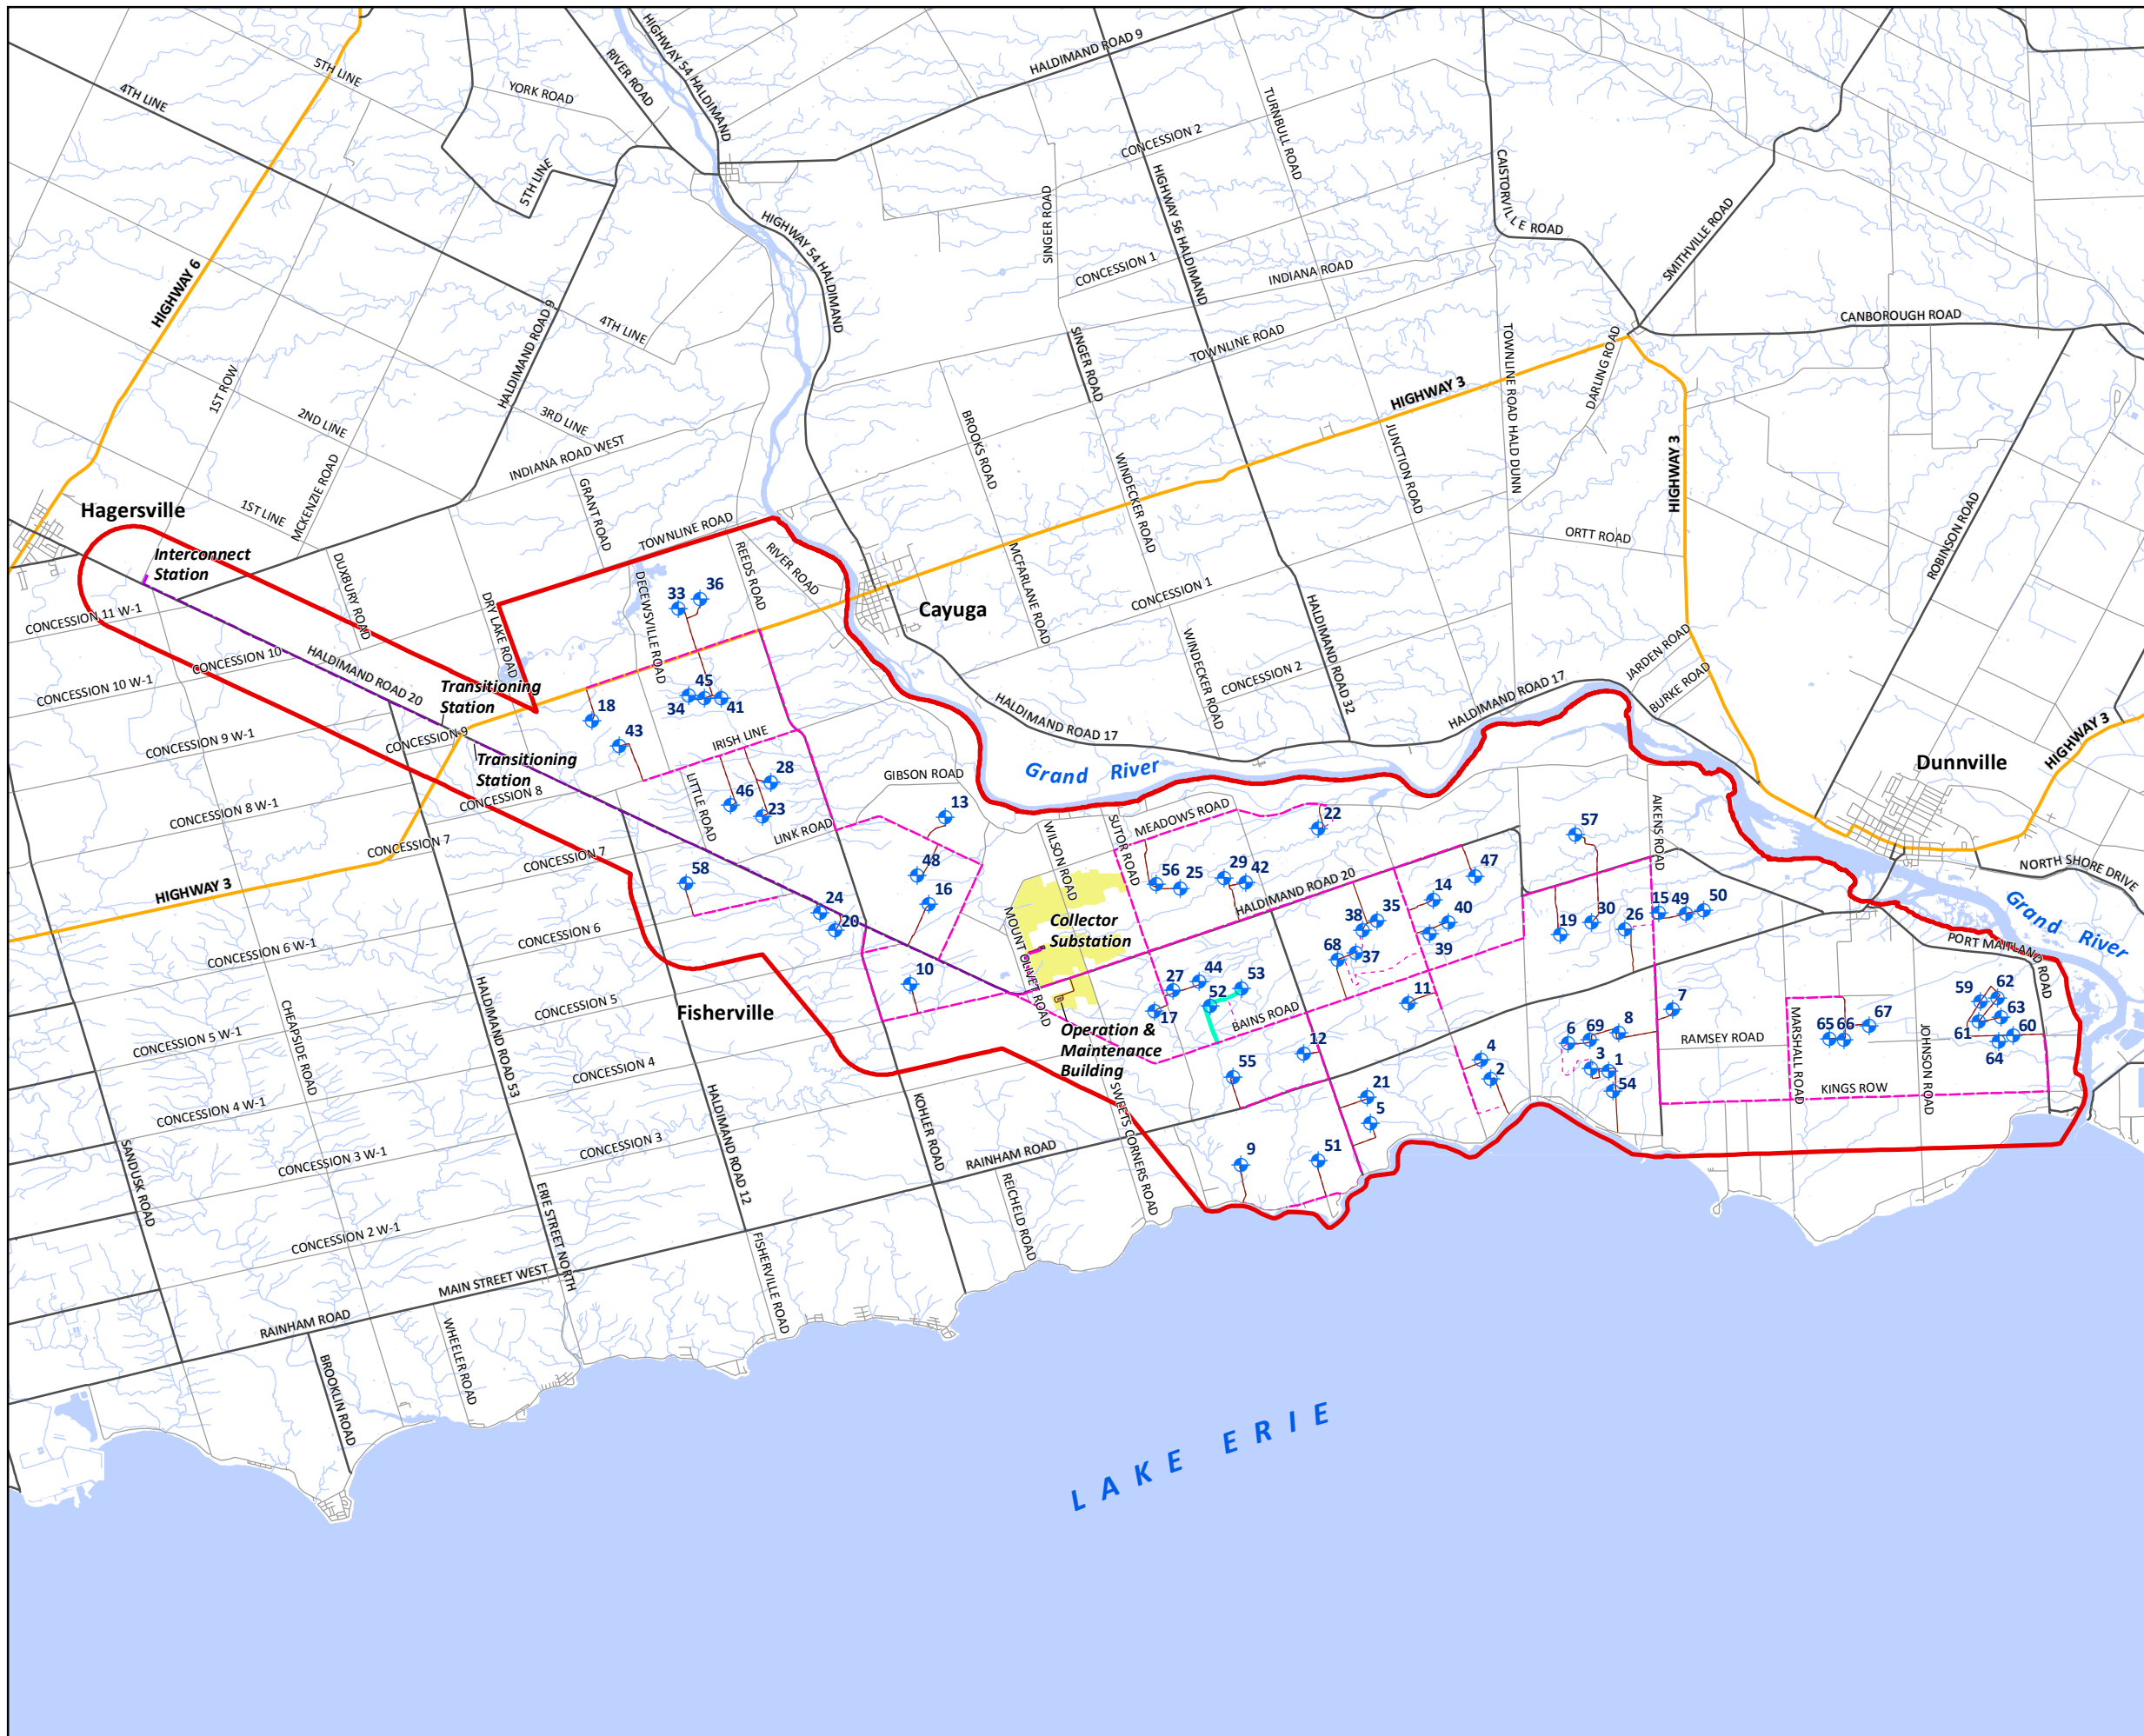 HIGHWAY 54 HALDIMAND
RIVER ROAD
HALDIMAND ROAD 9
5TH LINE
4TH LINE
YORK ROAD
5TH LINE
TURNBULL ROAD
CONCESSION 2
HIGHWAY 56 HALDIMAND
CAISTORVILLE ROAD
SINGER ROAD
HIGHWAY 54 HALDIMAND
SMITHVILLE ROAD
CONCESSION 1
INDIANA ROAD
HIGHWAY 6
HALDIMAND ROAD 9
4TH LINE
SINGER ROAD
TOWNLINE ROAD
TOWNLINE ROAD HALD DUNN
DARLING ROAD
CANBOROUGH ROAD
1ST ROW
2ND LINE
3RD LINE
HIGHWAY 3
BROOKS ROAD
JUNCTION ROAD
HIGHWAY 3
INDIANA ROAD WEST
MCKENZIE ROAD
GRANT ROAD
WINDECKER ROAD
ROBINSON ROAD
Hagersville
1ST LINE
TOWNLINE ROAD
ORTT ROAD
Interconnect
Station
DUXBURY ROAD
REEDS ROAD
RIVER ROAD
MCFARLANE ROAD
DECEWSVILLE ROAD
DRY LAKE ROAD
33
36
Cayuga
CONCESSION 1
HALDIMAND ROAD 32
CONCESSION 11 W-1
CONCESSION 10
HALDIMAND ROAD 20
WINDECKER ROAD
CONCESSION 2
JARDEN ROAD
BURKE ROAD
CONCESSION 10 W-1
Transitioning
Station
45
34
41
18
43
HALDIMAND ROAD 17
HALDIMAND ROAD 17
HIGHWAY 3
CONCESSION 9 W-1
CONCESSION 9
IRISH LINE
Transitioning
Station
28
GIBSON ROAD
Grand River
Dunnville
CONCESSION 8 W-1
CONCESSION 8
LITTLE ROAD
46
23
13
LINK ROAD
WILSON ROAD
SUTOR ROAD
MEADOWS ROAD
22
57
AIKENS ROAD
CONCESSION 7
CONCESSION 7
58
48
56
25
29
42
47
NORTH SHORE DRIVE
HIGHWAY 3
24
20
16
MOUNT OLIVET ROAD
Collector
Substation
HALDIMAND ROAD 20
38
35
14
40
39
19
30
26
15
49
50
Grand River
CONCESSION 6 W-1
CONCESSION 6
68
37
PORT MAITLAND ROAD
10
27
44
53
52
17
11
7
59
62
63
61
60
64
HALDIMAND ROAD 53
CONCESSION 5
Fisherville
CHEAPSIDE ROAD
CONCESSION 5 W-1
Operation &
Maintenance
Building
BAINS ROAD
12
6
69
8
RAMSEY ROAD
65
66
67
MARSHALL ROAD
JOHNSON ROAD
CONCESSION 4
55
4
2
3
1
54
KINGS ROW
CONCESSION 4 W-1
HALDIMAND ROAD 12
KOHLER ROAD
SWEETS CORNERS ROAD
21
5
SANDUSK ROAD
CONCESSION 3 W-1
CONCESSION 3
RAINHAM ROAD
9
51
REICHELD ROAD
ERIE STREET NORTH
CONCESSION 2 W-1
FISHERVILLE ROAD
MAIN STREET WEST
RAINHAM ROAD
WHEELER ROAD
BROOKLIN ROAD
LAKE ERIE